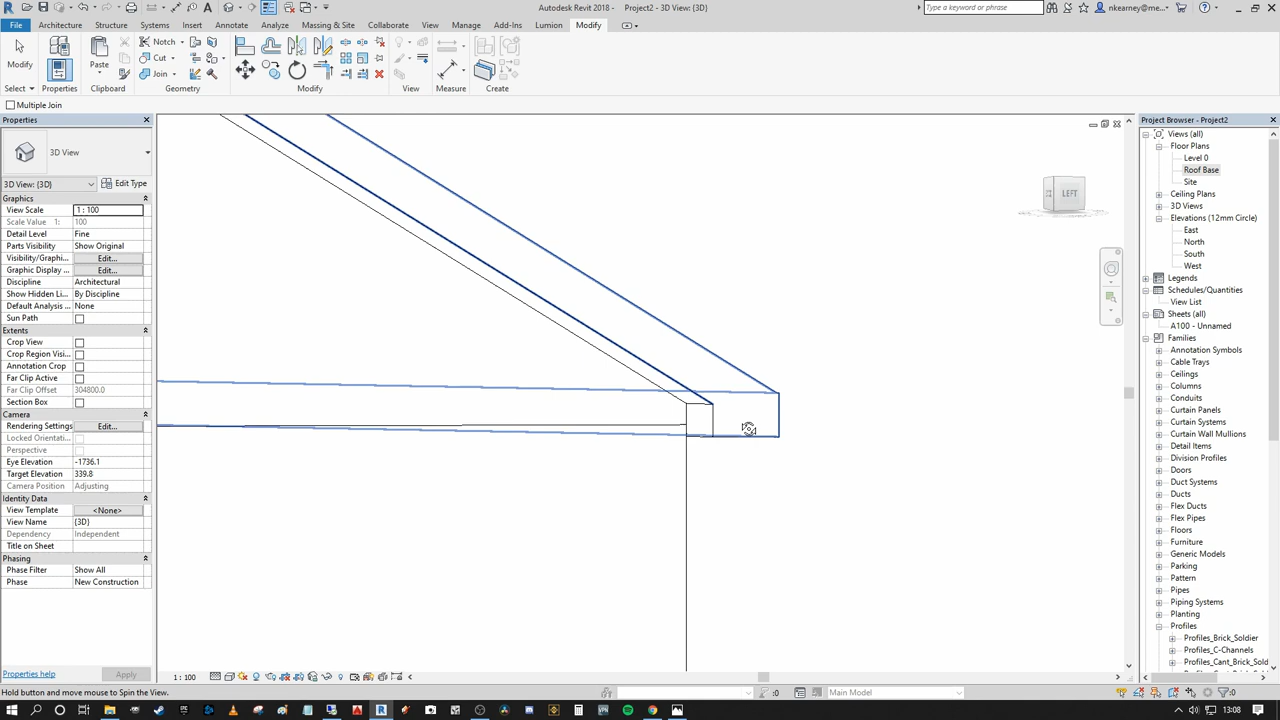 Autodesk Revit 2018 - Project2 - 3D View: {3D}
Type a keyword or phrase
nkearney@me...
File Architecture Structure Systems Insert Annotate Analyze Massing & Site Collaborate View Manage Add-Ins Lumion Modify
Notch
Cut
Join
Modify
Paste
Select Properties Clipboard Geometry Modify View Measure Create
Multiple Join
Properties
3D View
3D View: {3D} Edit Type
Graphics
View Scale 1 : 100
Scale Value 1: 100
Detail Level Fine
Parts Visibility Show Original
Visibility/Graphi... Edit...
Graphic Display ... Edit...
Discipline Architectural
Show Hidden Li... By Discipline
Default Analysis ... None
Sun Path
Extents
Crop View
Crop Region Visi...
Annotation Crop
Far Clip Active
Far Clip Offset 304800.0
Section Box
Camera
Rendering Settings Edit...
Locked Orientat...
Perspective
Eye Elevation -1736.1
Target Elevation 339.8
Camera Position Adjusting
Identity Data
View Template <None>
View Name {3D}
Dependency Independent
Title on Sheet
Phasing
Phase Filter Show All
Phase New Construction
Properties help Apply
LEFT
Project Browser - Project2
Views (all)
Floor Plans
Level 0
Roof Base
Site
Ceiling Plans
3D Views
Elevations (12mm Circle)
East
North
South
West
Legends
Schedules/Quantities
View List
Sheets (all)
A100 - Unnamed
Families
Annotation Symbols
Cable Trays
Ceilings
Columns
Conduits
Curtain Panels
Curtain Systems
Curtain Wall Mullions
Detail Items
Division Profiles
Doors
Duct Systems
Ducts
Flex Ducts
Flex Pipes
Floors
Furniture
Generic Models
Parking
Pattern
Pipes
Piping Systems
Planting
Profiles
Profiles_Brick_Soldier
Profiles_C-Channels
Profiles_Cant_Brick_Sold
1 : 100
Hold button and move mouse to Spin the View.
:0
Main Model
:0
13:08